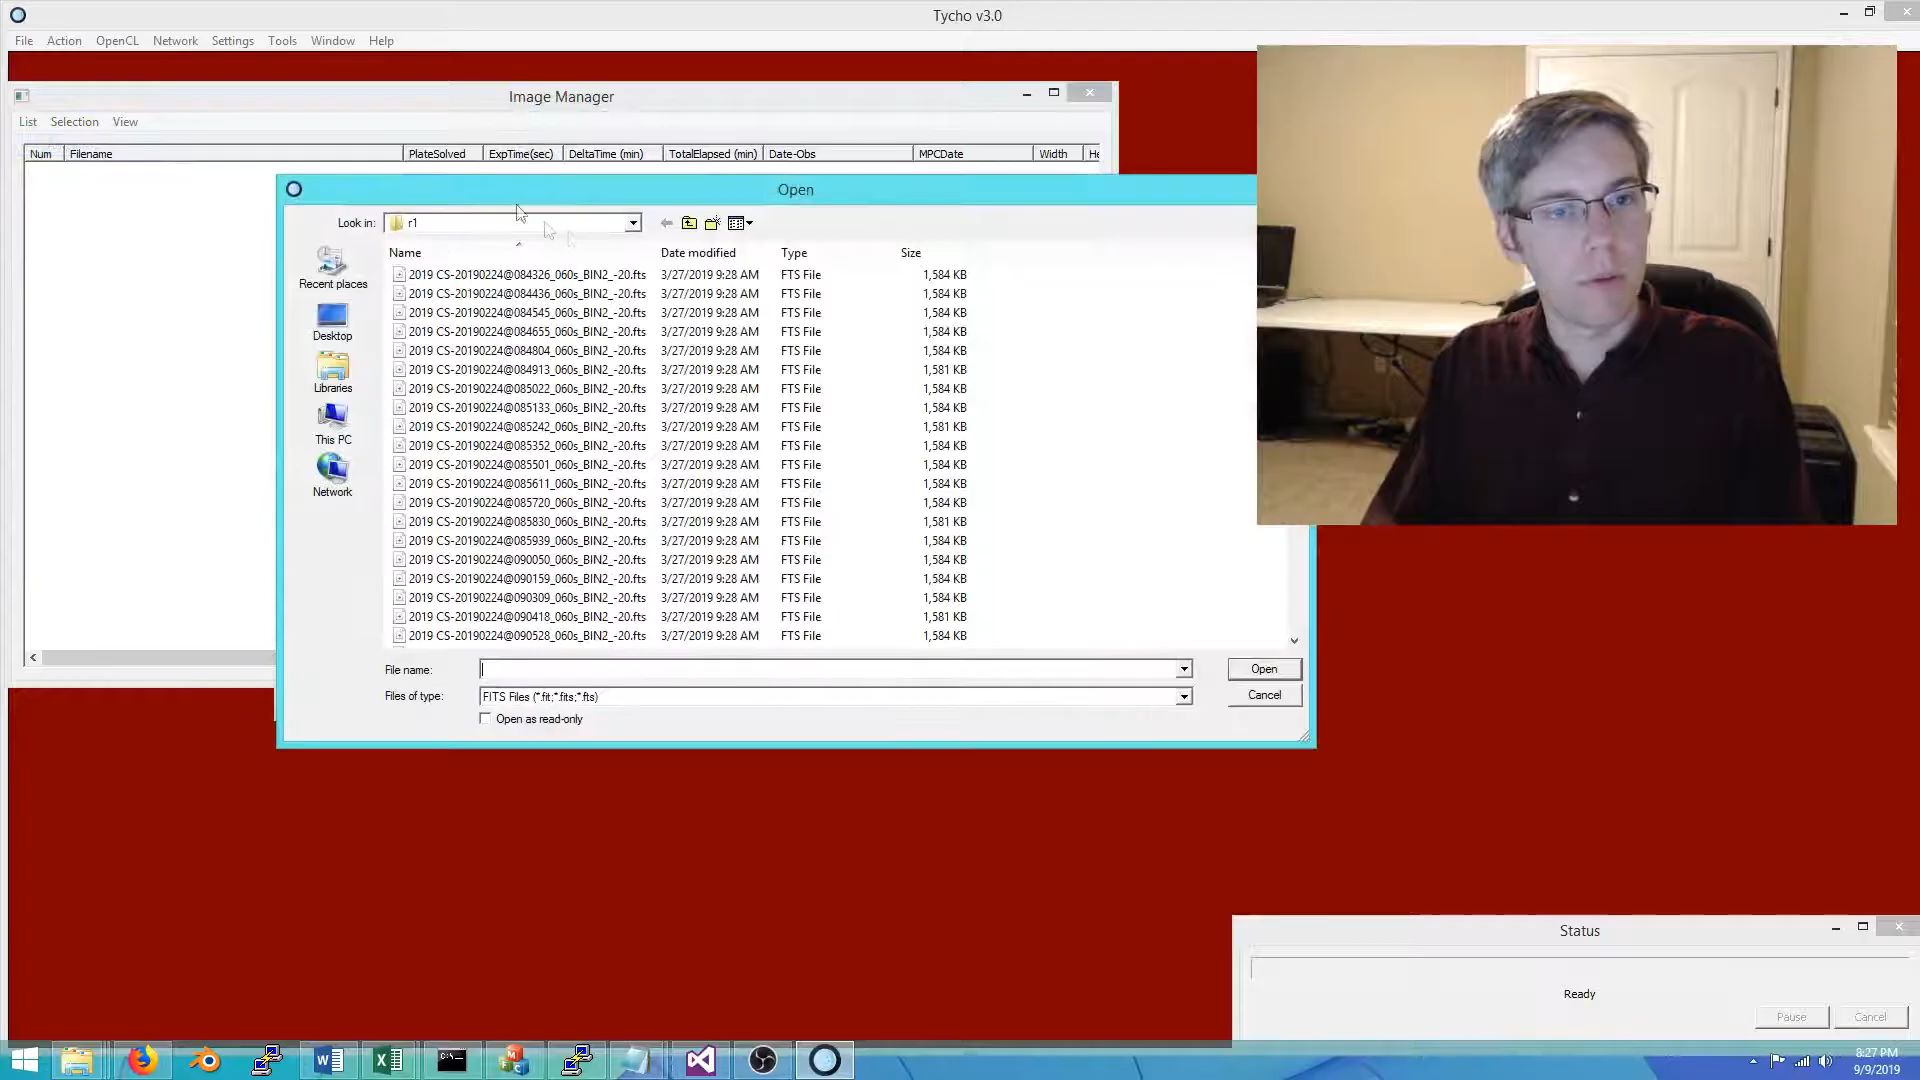 Tycho v3.0
File Action OpenCL Network Settings Tools Window Help
Image Manager
List Selection View
Num Filename PlateSolved ExpTime(sec) DeltaTime (min) TotalElapsed (min) Date-Obs MPCDate Width He
Open
Look in: r1
Name Date modified Type Size
2019 CS-20190224@084326_060s_BIN2_-20.fts 3/27/2019 9:28 AM FTS File 1,584 KB
2019 CS-20190224@084436_060s_BIN2_-20.fts 3/27/2019 9:28 AM FTS File 1,584 KB
2019 CS-20190224@084545_060s_BIN2_-20.fts 3/27/2019 9:28 AM FTS File 1,584 KB
2019 CS-20190224@084655_060s_BIN2_-20.fts 3/27/2019 9:28 AM FTS File 1,584 KB
2019 CS-20190224@084804_060s_BIN2_-20.fts 3/27/2019 9:28 AM FTS File 1,584 KB
2019 CS-20190224@084913_060s_BIN2_-20.fts 3/27/2019 9:28 AM FTS File 1,581 KB
2019 CS-20190224@085022_060s_BIN2_-20.fts 3/27/2019 9:28 AM FTS File 1,584 KB
2019 CS-20190224@085133_060s_BIN2_-20.fts 3/27/2019 9:28 AM FTS File 1,584 KB
2019 CS-20190224@085242_060s_BIN2_-20.fts 3/27/2019 9:28 AM FTS File 1,581 KB
2019 CS-20190224@085352_060s_BIN2_-20.fts 3/27/2019 9:28 AM FTS File 1,584 KB
2019 CS-20190224@085501_060s_BIN2_-20.fts 3/27/2019 9:28 AM FTS File 1,584 KB
2019 CS-20190224@085611_060s_BIN2_-20.fts 3/27/2019 9:28 AM FTS File 1,584 KB
2019 CS-20190224@085720_060s_BIN2_-20.fts 3/27/2019 9:28 AM FTS File 1,584 KB
2019 CS-20190224@085830_060s_BIN2_-20.fts 3/27/2019 9:28 AM FTS File 1,581 KB
2019 CS-20190224@085939_060s_BIN2_-20.fts 3/27/2019 9:28 AM FTS File 1,584 KB
2019 CS-20190224@090050_060s_BIN2_-20.fts 3/27/2019 9:28 AM FTS File 1,584 KB
2019 CS-20190224@090159_060s_BIN2_-20.fts 3/27/2019 9:28 AM FTS File 1,584 KB
2019 CS-20190224@090309_060s_BIN2_-20.fts 3/27/2019 9:28 AM FTS File 1,584 KB
2019 CS-20190224@090418_060s_BIN2_-20.fts 3/27/2019 9:28 AM FTS File 1,581 KB
2019 CS-20190224@090528_060s_BIN2_-20.fts 3/27/2019 9:28 AM FTS File 1,584 KB
Recent places
Desktop
Libraries
This PC
Network
File name: Open
Files of type: FITS Files (*.fit;*.fits;*.fts) Cancel
Open as read-only
Status
Ready
Pause Cancel
8:27 PM
9/9/2019